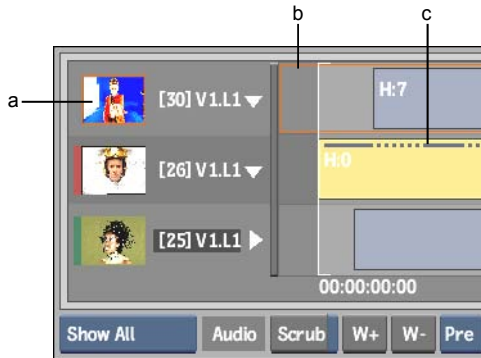 b c
a
[30] V1.L1 H:7
[26] V1.L1 H:0
[25] V1.L1
00:00:00:00
Show All Audio Scrub W+ W- Pre